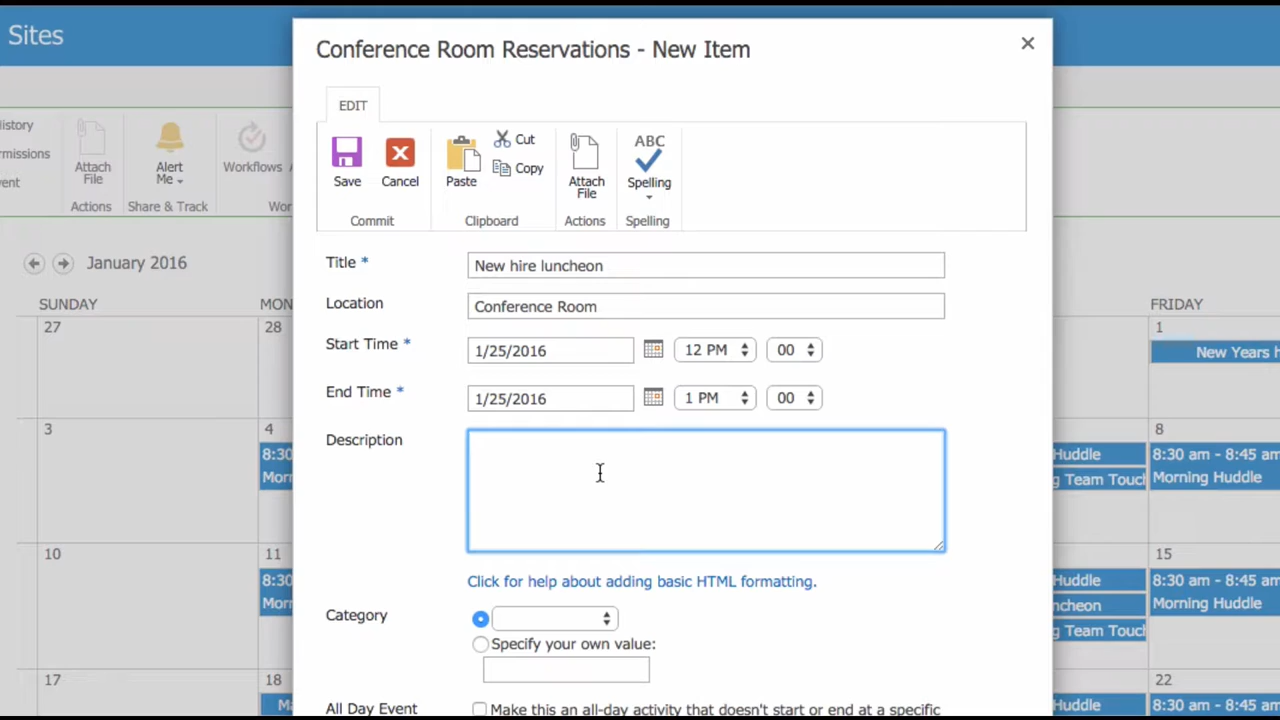 Sites
Conference Room Reservations - New Item
EDIT
History
Attach File
Alert Me
Workflows
Actions
Share & Track
Save
Cancel
Paste
Cut
Copy
Attach File
ABC
Spelling
Commit
Clipboard
Actions
Spelling
January 2016
Title *
New hire luncheon
Location
Conference Room
Start Time *
1/25/2016
12 PM
00
End Time *
1/25/2016
1 PM
00
Description
Click for help about adding basic HTML formatting.
Category
Specify your own value:
All Day Event
Make this an all-day activity that doesn't start or end at a specific
SUNDAY
MON
FRIDAY
27
28
1
New Years
3
4
8
8:30
Morn
Huddle
Team Touch
8:30 am - 8:45 am
Morning Huddle
10
11
15
8:30
Morn
Huddle
ncheon
Team Touch
8:30 am - 8:45 am
Morning Huddle
17
18
22
Huddle
8:30 am - 8:45 am